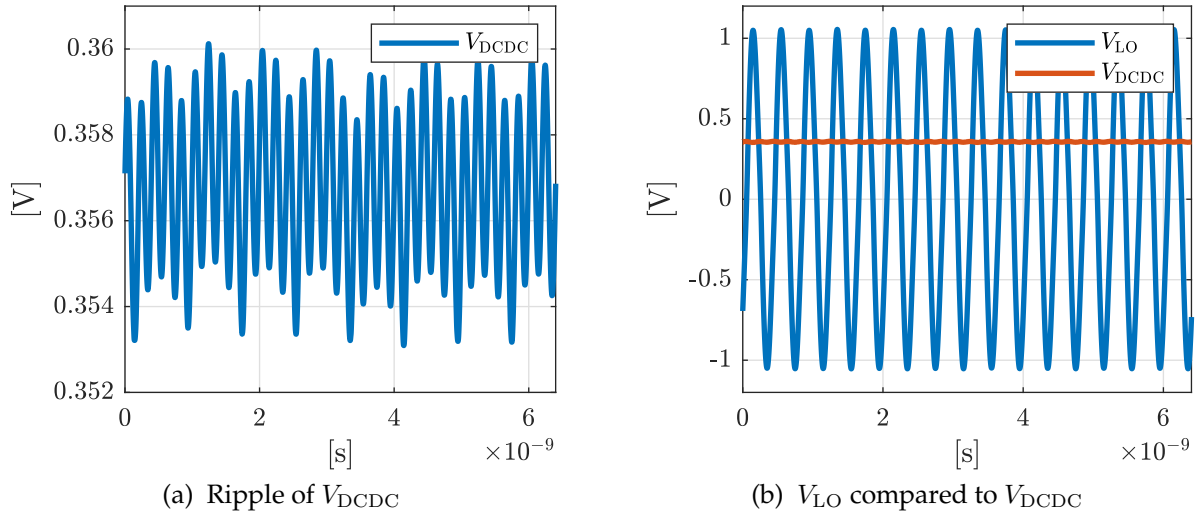 0.36
0.358
0.356
0.354
0.352
[V]
0
2
4
6
[s]
×10⁻⁹
V_DCDC
(a) Ripple of V_DCDC
1
0.5
0
-0.5
-1
[V]
0
2
4
6
[s]
×10⁻⁹
V_LO
V_DCDC
(b) V_LO compared to V_DCDC